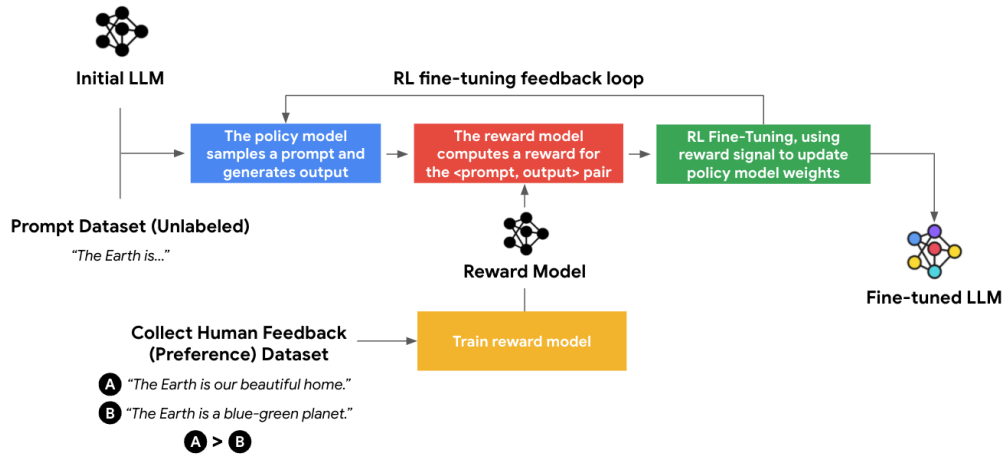 Initial LLM
RL fine-tuning feedback loop
The policy model
samples a prompt and
generates output
The reward model
computes a reward for
the <prompt, output> pair
RL Fine-Tuning, using
reward signal to update
policy model weights
Prompt Dataset (Unlabeled)
“The Earth is...”
Reward Model
Fine-tuned LLM
Collect Human Feedback
(Preference) Dataset
Train reward model
A “The Earth is our beautiful home.”
B “The Earth is a blue-green planet.”
A > B